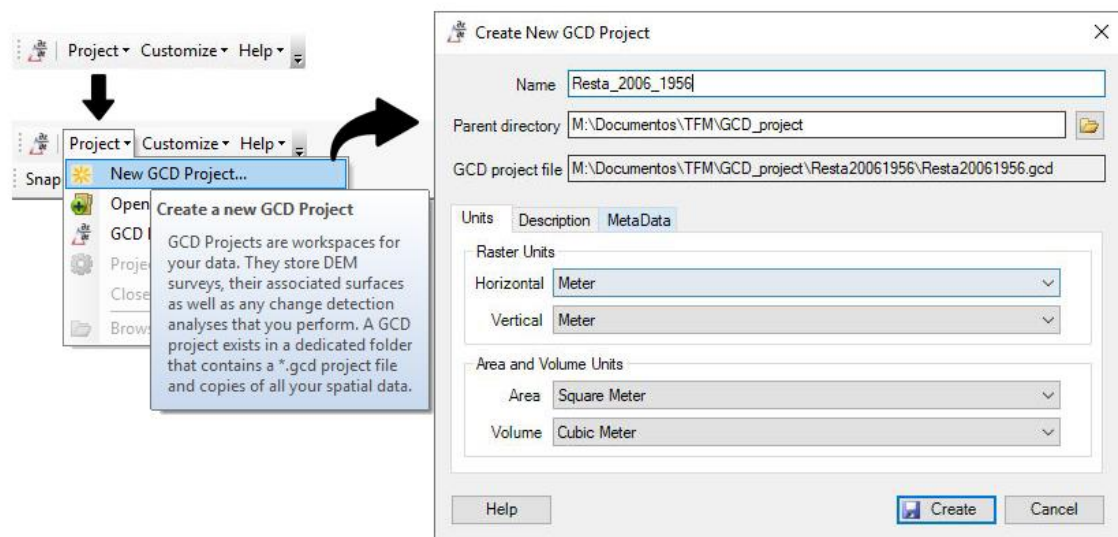 Project Customize Help
Project Customize Help
Snap
New GCD Project...
Open
GCD
Proje
Close
Brows
Create a new GCD Project
GCD Projects are workspaces for
your data. They store DEM
surveys, their associated surfaces
as well as any change detection
analyses that you perform. A GCD
project exists in a dedicated folder
that contains a *.gcd project file
and copies of all your spatial data.
Create New GCD Project
Name Resta_2006_1956
Parent directory M:\Documentos\TFM\GCD_project
GCD project file M:\Documentos\TFM\GCD_project\Resta20061956\Resta20061956.gcd
Units Description MetaData
Raster Units
Horizontal Meter
Vertical Meter
Area and Volume Units
Area Square Meter
Volume Cubic Meter
Help Create Cancel